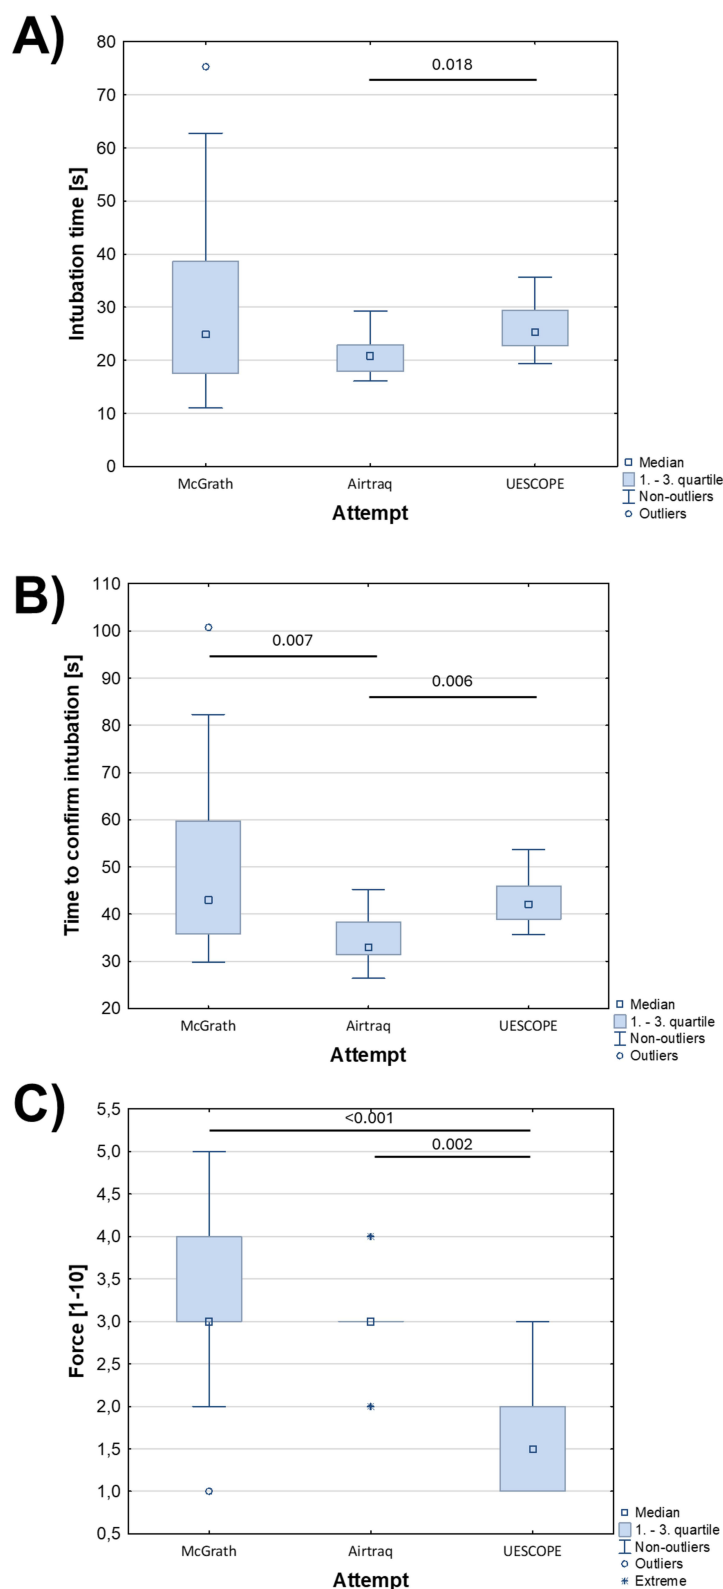 A)
80
70
60
50
40
30
20
10
0
Intubation time [s]
0.018
McGrath Airtraq UESCOPE
Attempt
Median
1. - 3. quartile
Non-outliers
Outliers
B)
110
100
90
80
70
60
50
40
30
20
Time to confirm intubation [s]
0.007
0.006
McGrath Airtraq UESCOPE
Attempt
Median
1. - 3. quartile
Non-outliers
Outliers
C)
5,5
5,0
4,5
4,0
3,5
3,0
2,5
2,0
1,5
1,0
0,5
Force [1-10]
<0.001
0.002
McGrath Airtraq UESCOPE
Attempt
Median
1. - 3. quartile
Non-outliers
Outliers
Extreme